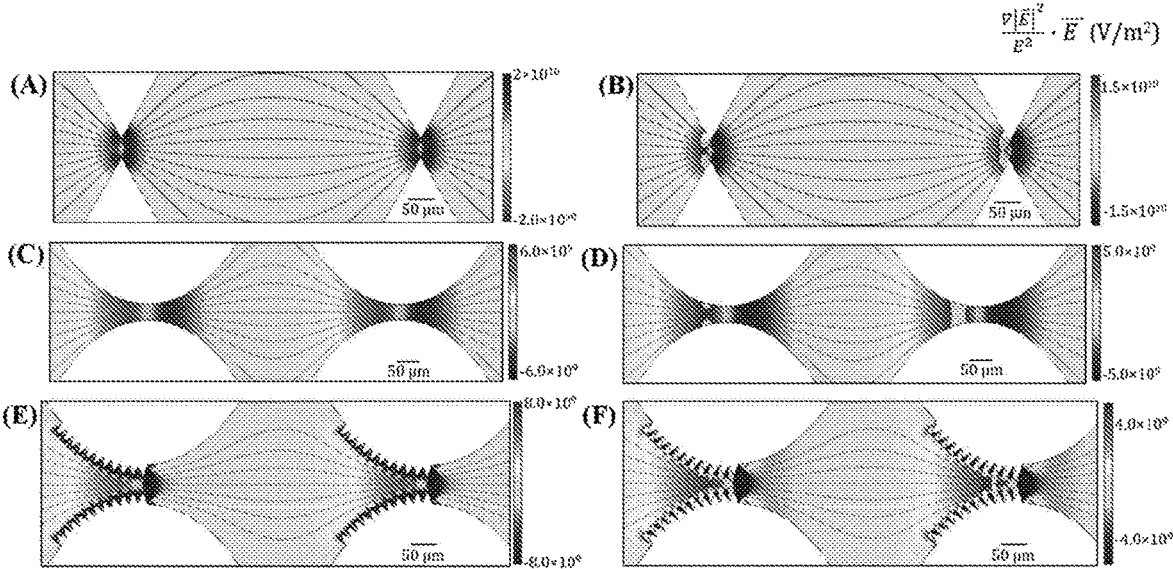 ∇|E⃗|²/E² · E⃗ (V/m²)
(A) 2×10¹⁰
50 µm -2.0×10¹⁰
(B) 1.5×10¹⁰
50 µm -1.5×10¹⁰
(C) 6.0×10⁹
50 µm -6.0×10⁹
(D) 5.0×10⁹
50 µm -5.0×10⁹
(E) 8.0×10⁹
50 µm -8.0×10⁹
(F) 4.0×10⁹
50 µm -4.0×10⁹